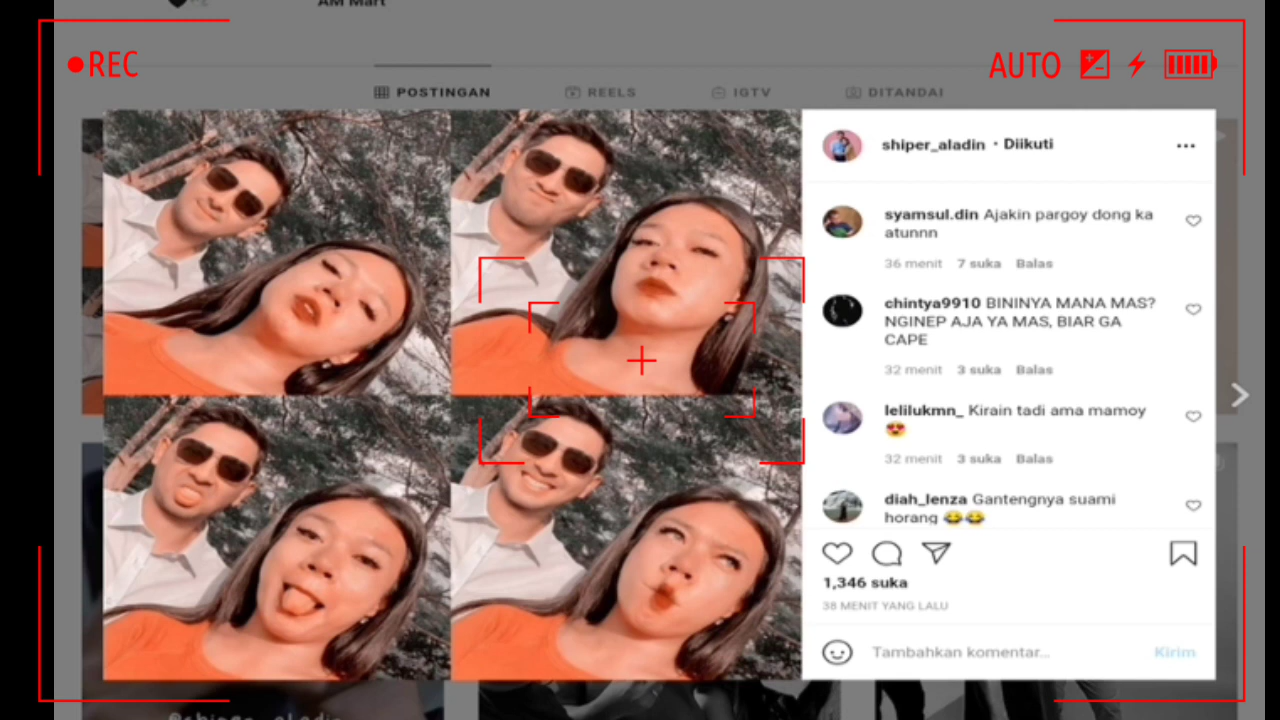 AM Mart
REC
AUTO
POSTINGAN
REELS
IGTV
DITANDAI
shiper_aladin • Diikuti
syamsul.din Ajakin pargoy dong ka
atunnn
36 menit 7 suka Balas
chintya9910 BININYA MANA MAS?
NGINEP AJA YA MAS, BIAR GA
CAPE
32 menit 3 suka Balas
lelilukmn_ Kirain tadi ama mamoy
😍
32 menit 3 suka Balas
diah_lenza Gantengnya suami
horang 😂😂
1,346 suka
38 MENIT YANG LALU
Tambahkan komentar...
Kirim